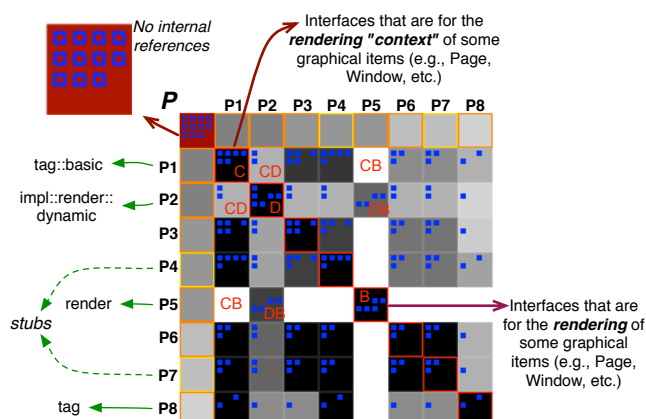 No internal
references
Interfaces that are for the
rendering "context" of some
graphical items (e.g., Page,
Window, etc.)
P P1 P2 P3 P4 P5 P6 P7 P8
tag::basic P1 C CD CB
impl::render::
dynamic
P2 CD D DB
P3
P4
stubs
render P5 CB DB B
Interfaces that are
for the rendering of
some graphical
items (e.g., Page,
Window, etc.)
P6
P7
tag P8